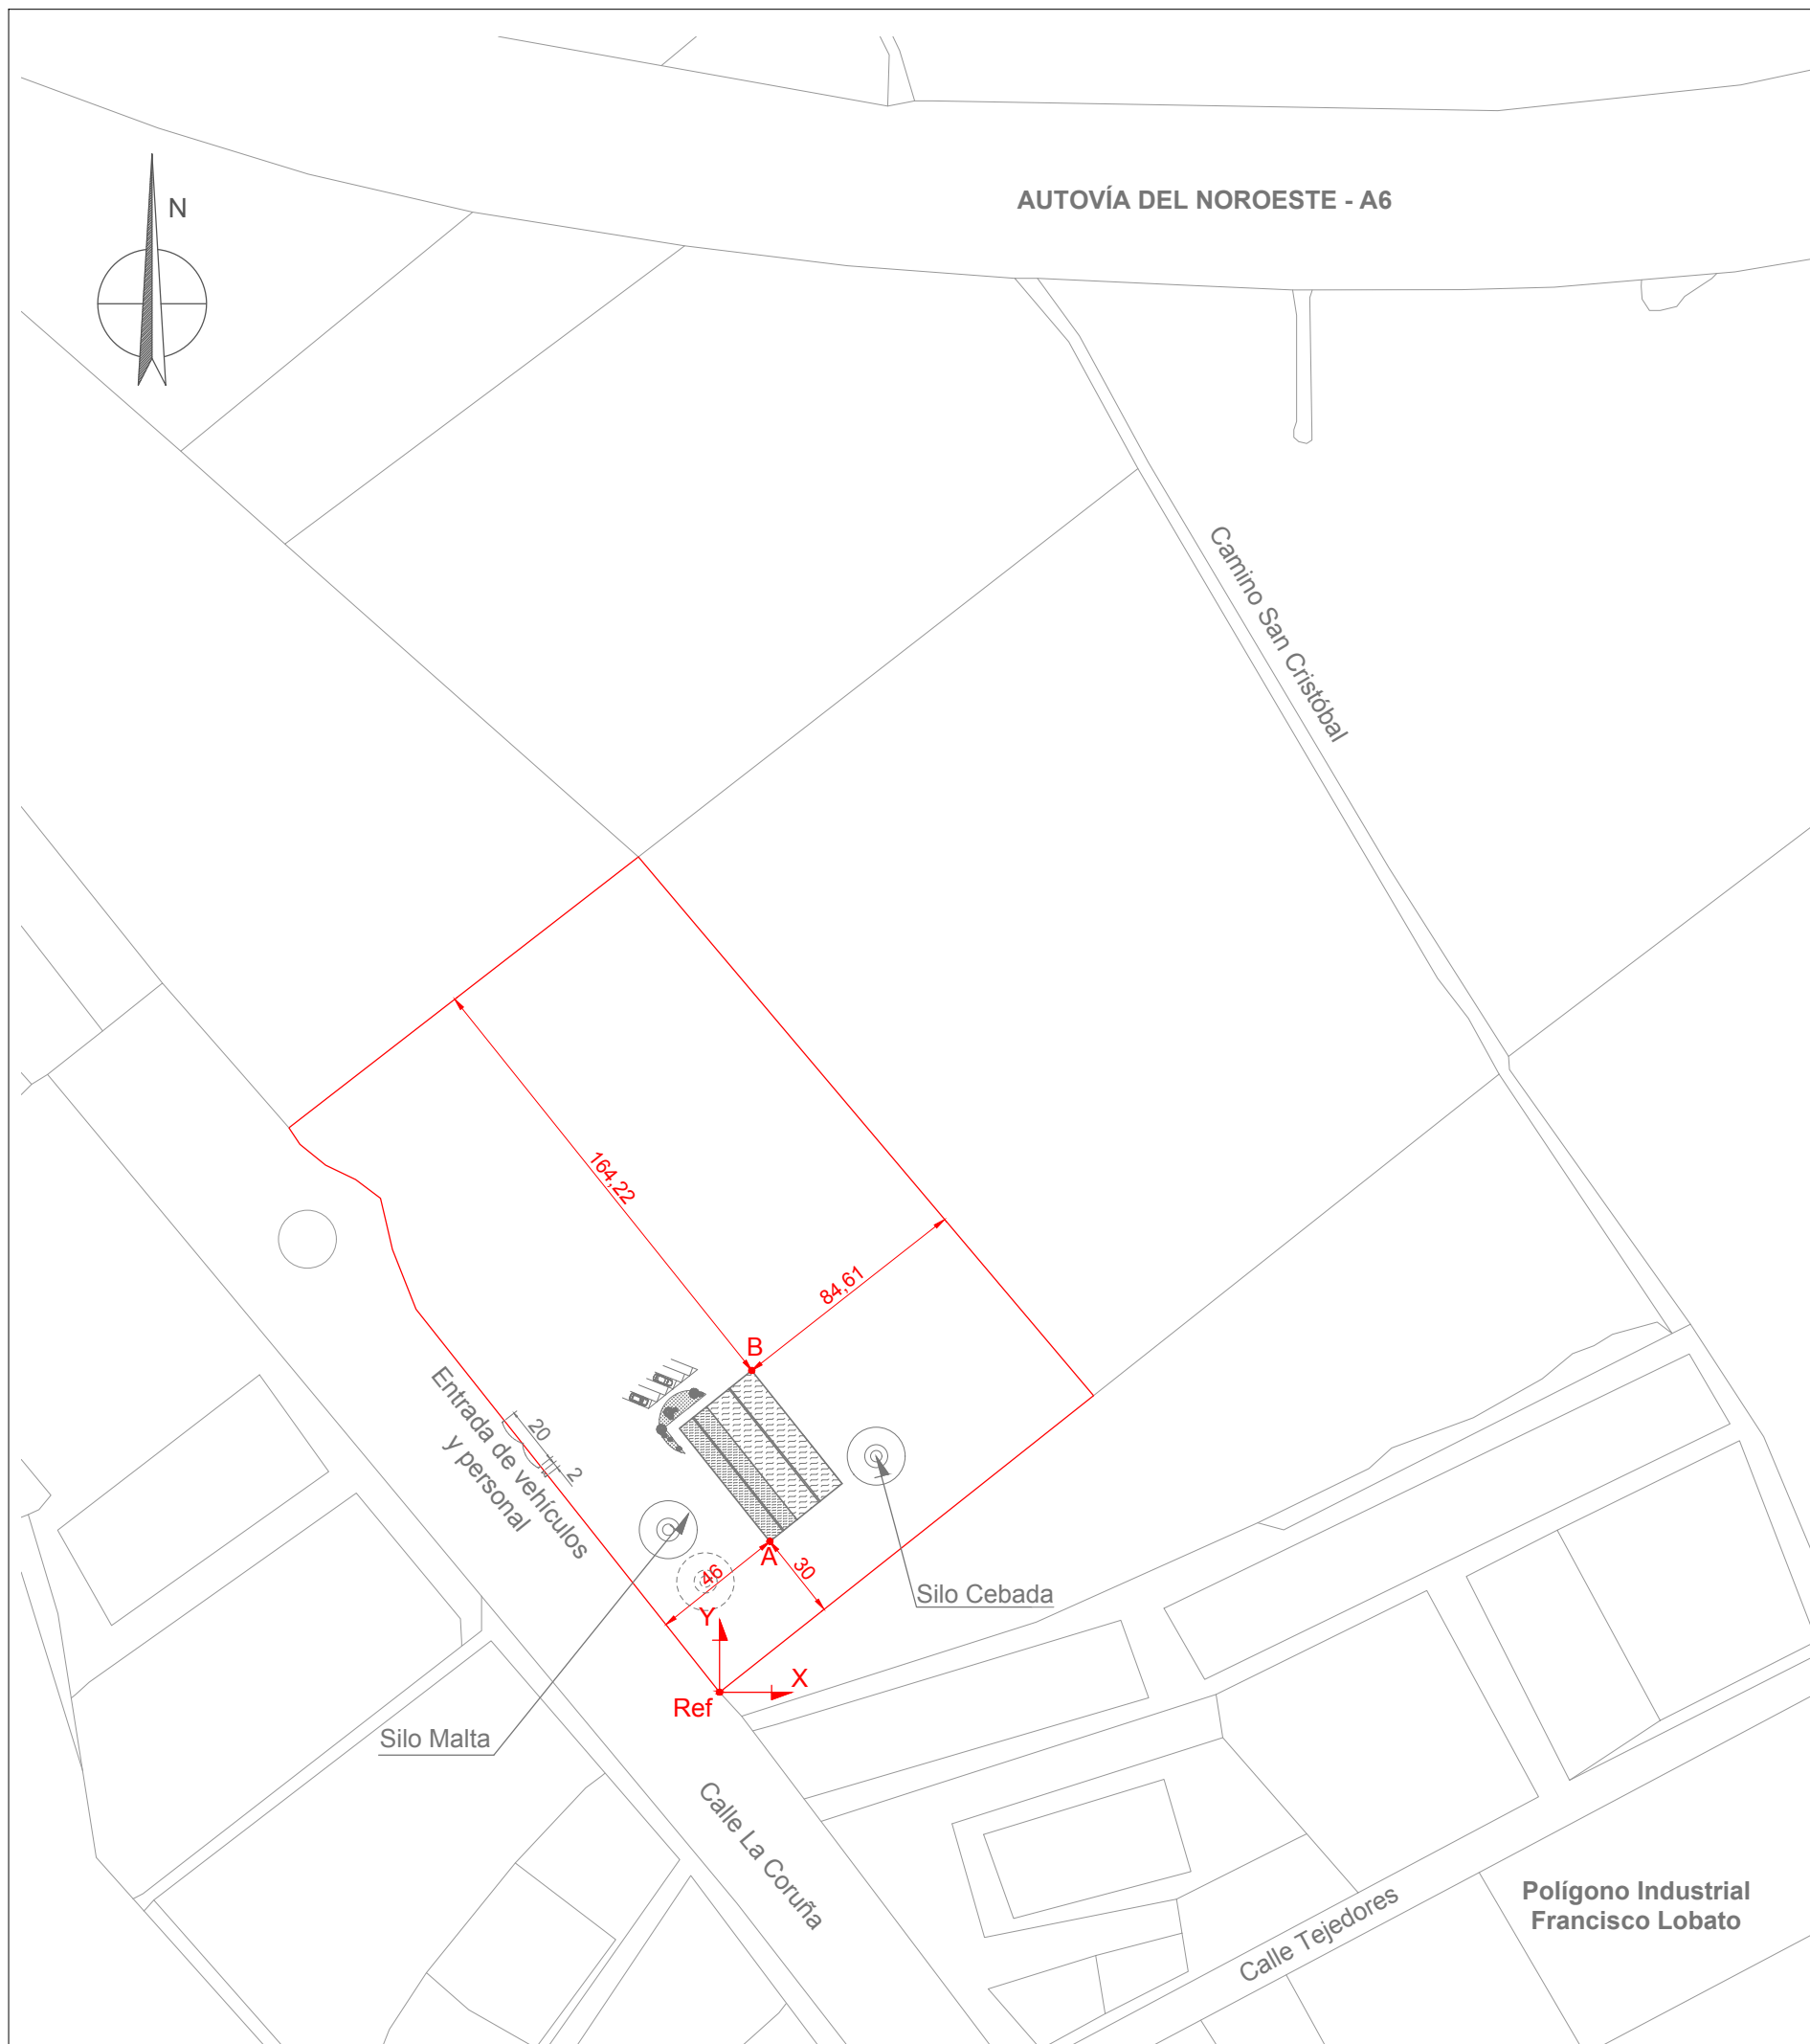 AUTOVÍA DEL NOROESTE - A6
N
Camino San Cristóbal
164,22
84,61
B
Entrada de vehículos
y personal
20
2
A
46
30
Silo Cebada
Y
X
Ref
Silo Malta
Calle La Coruña
Calle Tejedores
Polígono Industrial
Francisco Lobato